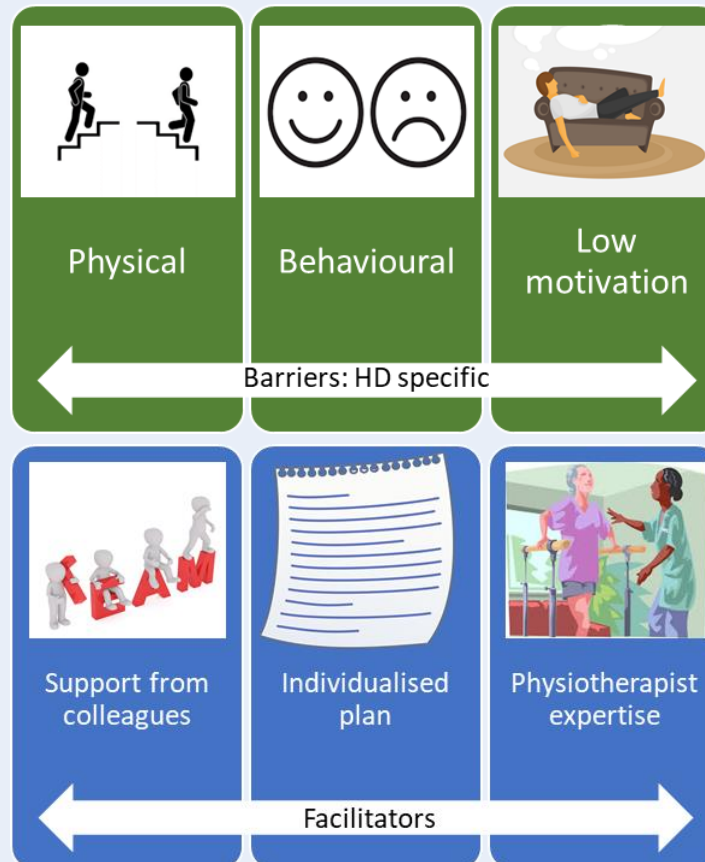 Physical
Behavioural
Low
motivation
Barriers: HD specific
TEAM
Support from
colleagues
Individualised
plan
Physiotherapist
expertise
Facilitators